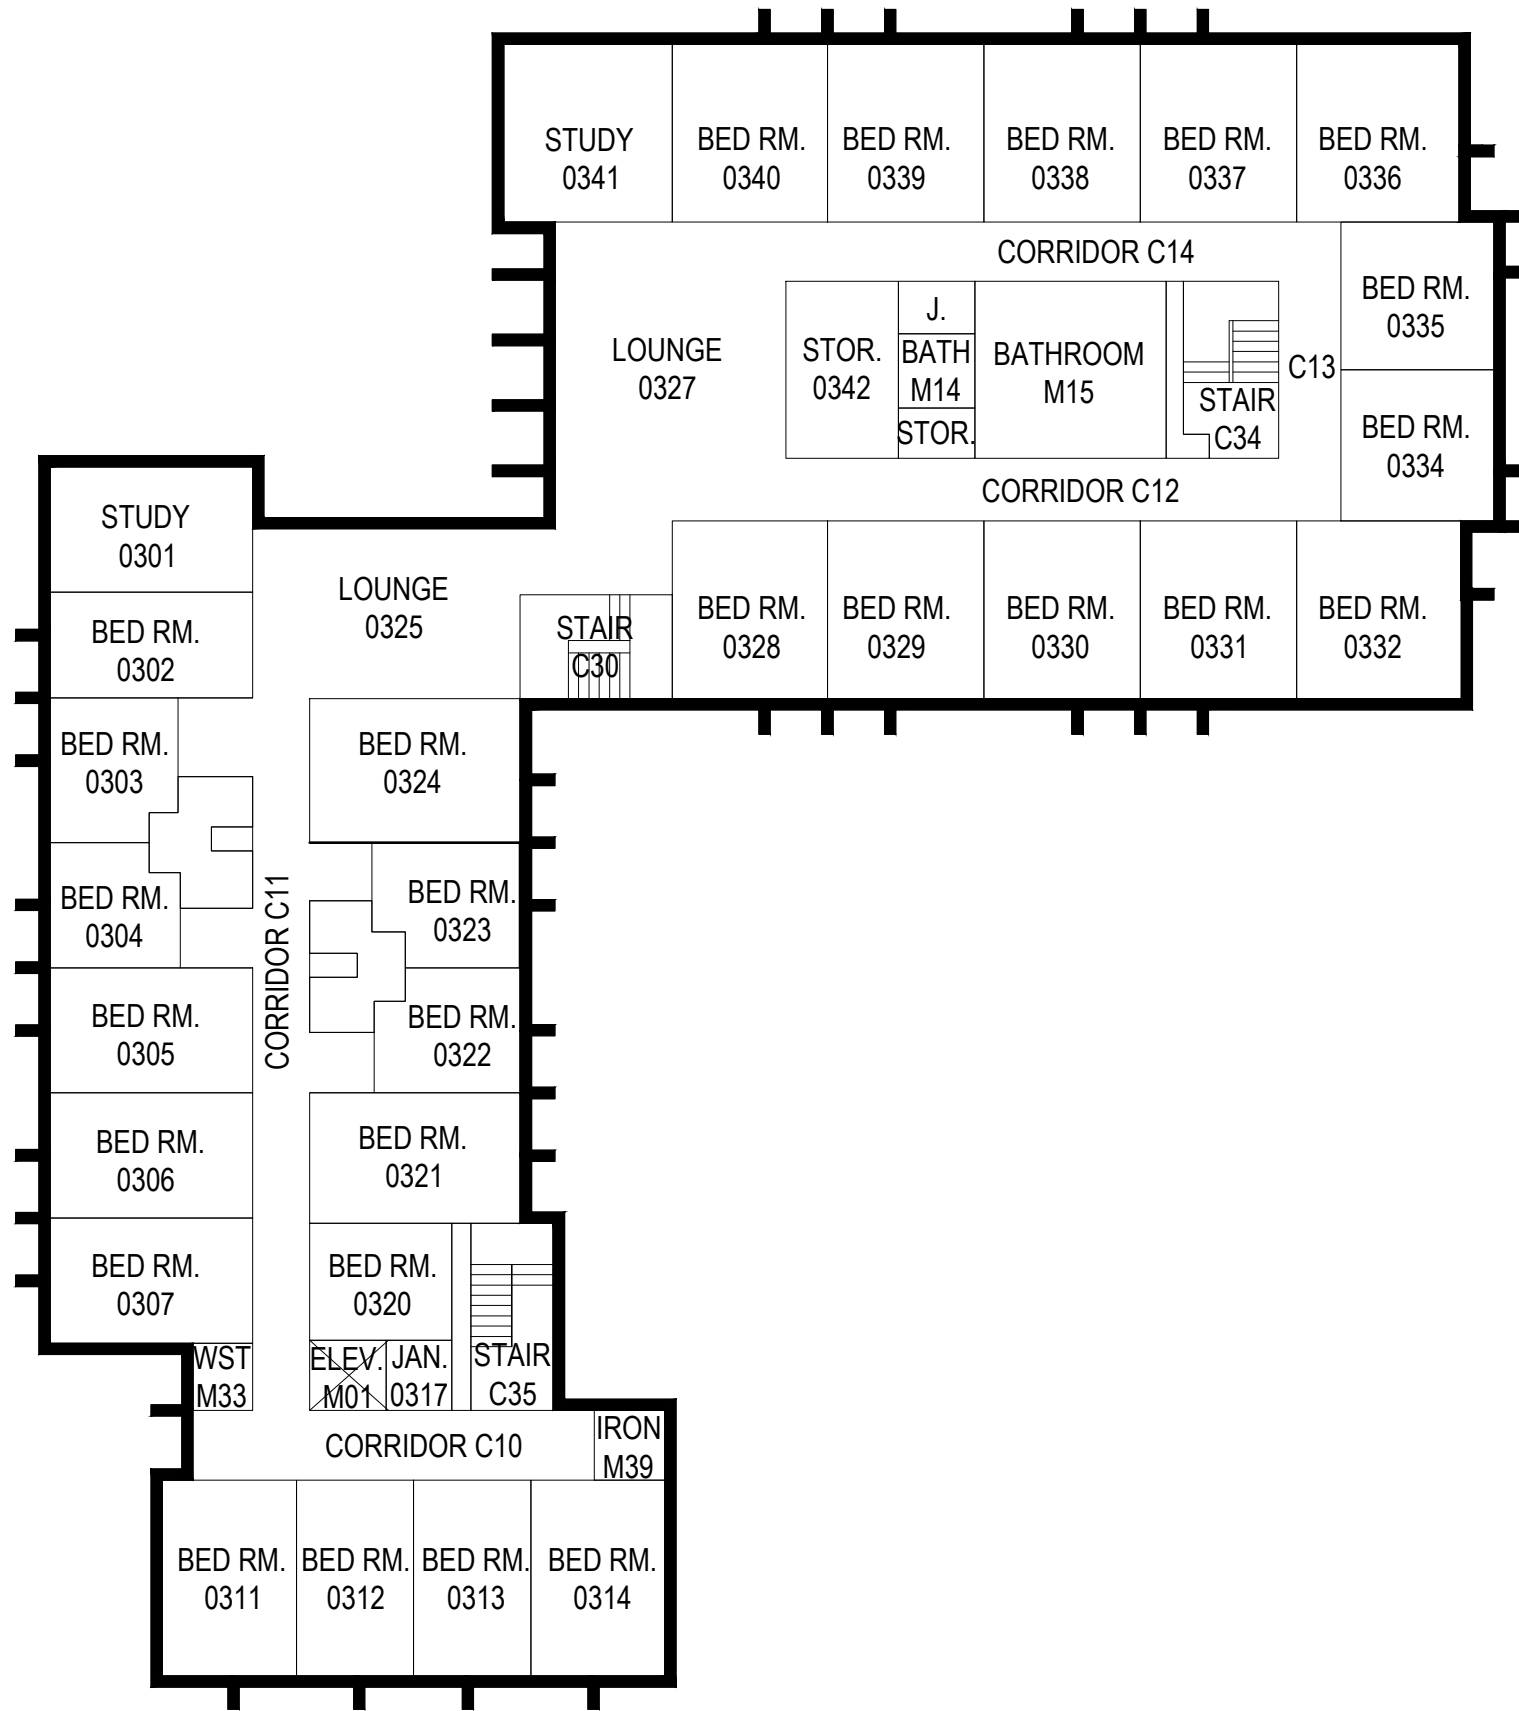 STUDY
0341
BED RM.
0340
BED RM.
0339
BED RM.
0338
BED RM.
0337
BED RM.
0336
CORRIDOR C14
BED RM.
0335
LOUNGE
0327
STOR.
0342
J.
BATH
M14
STOR.
BATHROOM
M15
STAIR
C34
C13
BED RM.
0334
CORRIDOR C12
STUDY
0301
LOUNGE
0325
STAIR
C30
BED RM.
0328
BED RM.
0329
BED RM.
0330
BED RM.
0331
BED RM.
0332
BED RM.
0302
BED RM.
0303
BED RM.
0324
BED RM.
0304
CORRIDOR C11
BED RM.
0323
BED RM.
0305
BED RM.
0322
BED RM.
0306
BED RM.
0321
BED RM.
0307
BED RM.
0320
WST
M33
ELEV.
M01
JAN.
0317
STAIR
C35
CORRIDOR C10
IRON
M39
BED RM.
0311
BED RM.
0312
BED RM.
0313
BED RM.
0314